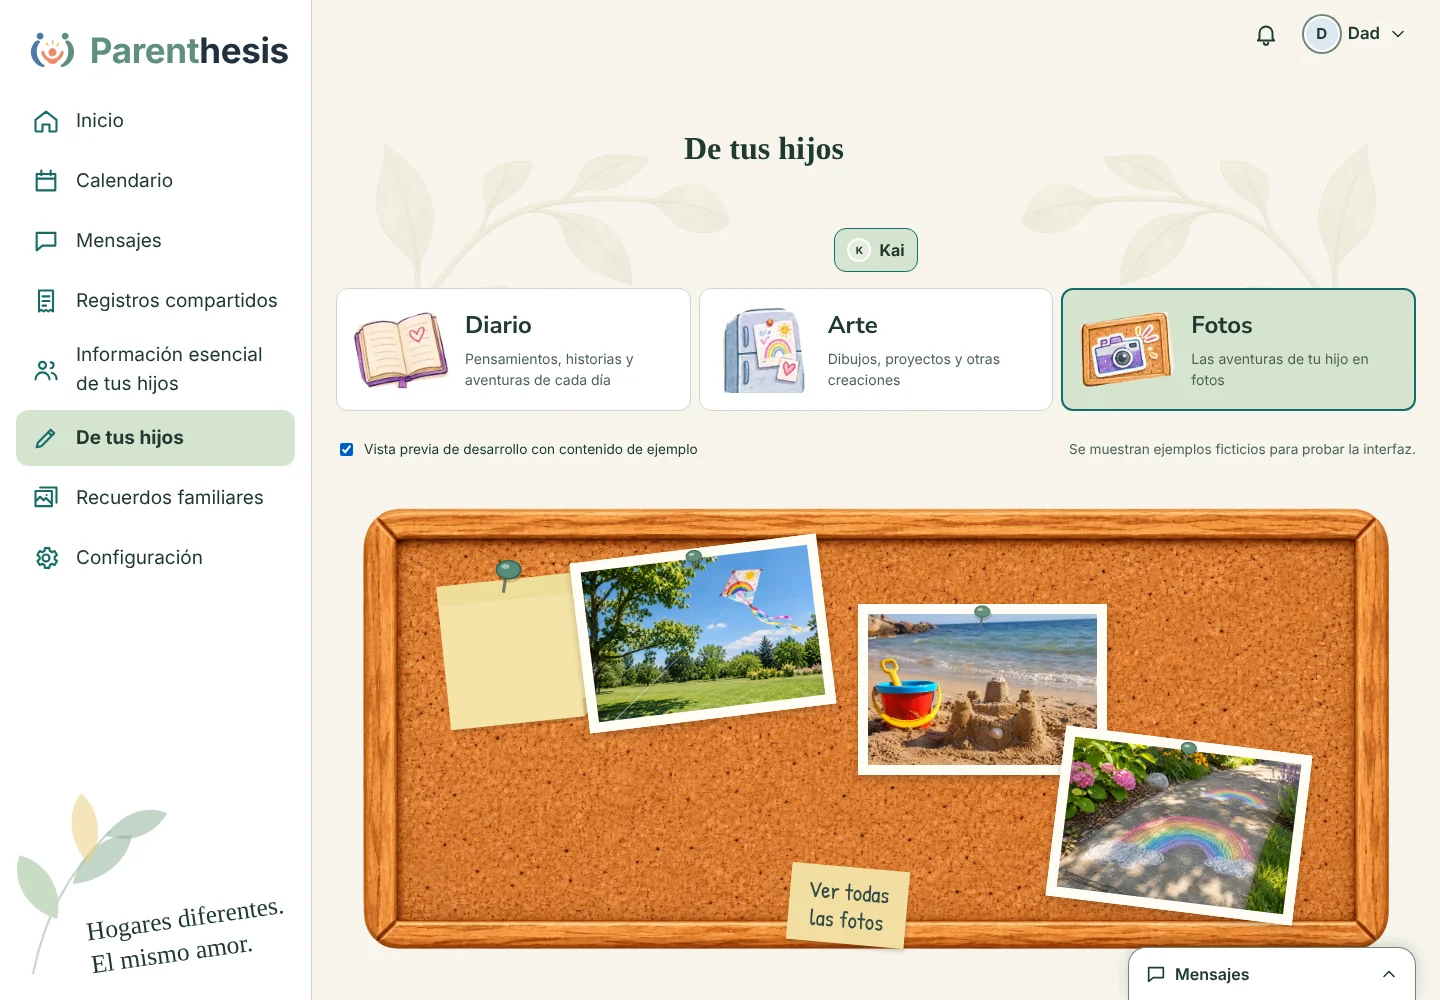 Parenthesis
D
Dad
Inicio
Calendario
Mensajes
Registros compartidos
Información esencial
de tus hijos
De tus hijos
Recuerdos familiares
Configuración
Hogares diferentes.
El mismo amor.
De tus hijos
K
Kai
Diario
Pensamientos, historias y
aventuras de cada día
Arte
Dibujos, proyectos y otras
creaciones
Fotos
Las aventuras de tu hijo en
fotos
Vista previa de desarrollo con contenido de ejemplo
Se muestran ejemplos ficticios para probar la interfaz.
Ver todas
las fotos
Mensajes